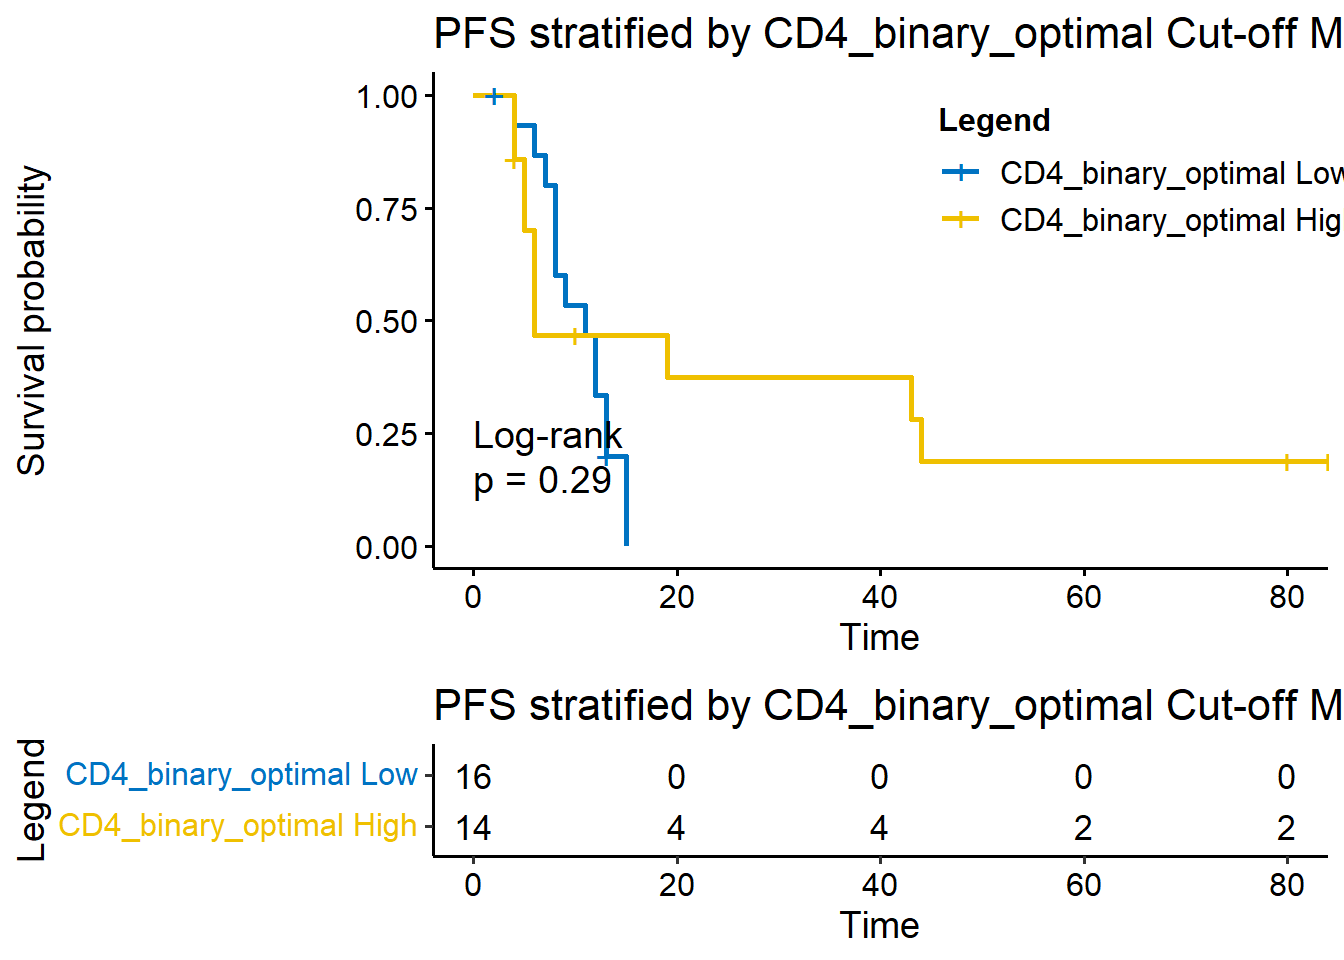 PFS stratified by CD4_binary_optimal Cut-off M
Survival probability
1.00
0.75
0.50
0.25
0.00
Legend
CD4_binary_optimal Low
CD4_binary_optimal Hig
Log-rank
p = 0.29
0 20 40 60 80
Time
PFS stratified by CD4_binary_optimal Cut-off M
Legend
CD4_binary_optimal Low 16 0 0 0 0
CD4_binary_optimal High 14 4 4 2 2
0 20 40 60 80
Time